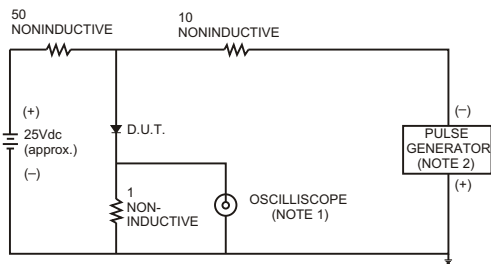 50
NONINDUCTIVE
10
NONINDUCTIVE
(+)
25Vdc
(approx.)
(–)
D.U.T.
1
NON-
INDUCTIVE
OSCILLISCOPE
(NOTE 1)
(–)
PULSE
GENERATOR
(NOTE 2)
(+)